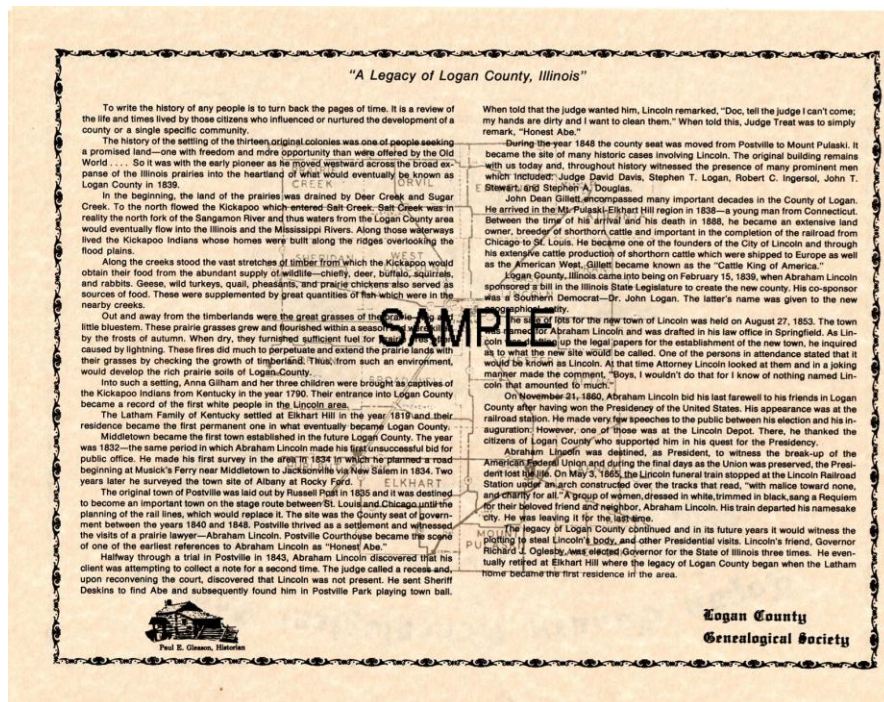 "A Legacy of Logan County, Illinois"
To write the history of any people is to turn back the pages of time. It is a review of
the life and times lived by those citizens who influenced or nurtured the development of a
county or a single specific community.
The history of the settling of the thirteen original colonies was one of people seeking
a promised land—one with freedom and more opportunity than were offered by the Old
World . . . . So it was with the early pioneer as he moved westward across the broad ex-
panse of the Illinois prairies into the heartland of what would eventually be known as
Logan County in 1839.
In the beginning, the land of the prairies was drained by Deer Creek and Sugar
Creek. To the north flowed the Kickapoo which entered Salt Creek. Salt Creek was in
reality the north fork of the Sangamon River and thus waters from the Logan County area
would eventually flow into the Illinois and the Mississippi Rivers. Along those waterways
lived the Kickapoo Indians whose homes were built along the ridges overlooking the
flood plains.
Along the creeks stood the vast stretches of timber from which the Kickapoo would
obtain their food from the abundant supply of wildlife—chiefly, deer, buffalo, squirrels,
and rabbits. Geese, wild turkeys, quail, pheasants, and prairie chickens also served as
sources of food. These were supplemented by great quantities of fish which were in the
nearby creeks.
Out and away from the timberlands were the great grasses of the
little bluestem. These prairie grasses grew and flourished within a season
by the frosts of autumn. When dry, they furnished sufficient fuel for
caused by lightning. These fires did much to perpetuate and extend the prairie lands with
their grasses by checking the growth of timberland. Thus, from such an environment,
would develop the rich prairie soils of Logan County.
Into such a setting, Anna Gilham and her three children were brought as captives of
the Kickapoo Indians from Kentucky in the year 1790. Their entrance into Logan County
became a record of the first white people in the Lincoln area.
The Latham Family of Kentucky settled at Elkhart Hill in the year 1819 and their
residence became the first permanent one in what eventually became Logan County.
Middletown became the first town established in the future Logan County. The year
was 1832—the same period in which Abraham Lincoln made his first unsuccessful bid for
public office. He made his first survey in the area in 1834 in which he planned a road
beginning at Musick's Ferry near Middletown to Jacksonville via New Salem in 1834. Two
years later he surveyed the town site of Albany at Rocky Ford.
The original town of Postville was laid out by Russell Post in 1835 and it was destined
to become an important town on the stage route between St. Louis and Chicago until the
planning of the rail lines, which would replace it. The site was the County seat of govern-
ment between the years 1840 and 1848. Postville thrived as a settlement and witnessed
the visits of a prairie lawyer—Abraham Lincoln. Postville Courthouse became the scene
of one of the earliest references to Abraham Lincoln as "Honest Abe."
Halfway through a trial in Postville in 1843, Abraham Lincoln discovered that his
client was attempting to collect a note for a second time. The judge called a recess and,
upon reconvening the court, discovered that Lincoln was not present. He sent Sheriff
Deskins to find Abe and subsequently found him in Postville Park playing town ball.
When told that the judge wanted him, Lincoln remarked, "Doc, tell the judge I can't come;
my hands are dirty and I want to clean them." When told this, Judge Treat was to simply
remark, "Honest Abe."
During the year 1848 the county seat was moved from Postville to Mount Pulaski. It
became the site of many historic cases involving Lincoln. The original building remains
with us today and, throughout history witnessed the presence of many prominent men
which included: Judge David Davis, Stephen T. Logan, Robert C. Ingersol, John T.
Stewart, and Stephen A. Douglas.
John Dean Gillett encompassed many important decades in the County of Logan.
He arrived in the Mt. Pulaski-Elkhart Hill region in 1838—a young man from Connecticut.
Between the time of his arrival and his death in 1888, he became an extensive land
owner, breeder of shorthorn cattle and important in the completion of the railroad from
Chicago to St. Louis. He became one of the founders of the City of Lincoln and through
his extensive cattle production of shorthorn cattle which were shipped to Europe as well
as the American West, Gillett became known as the "Cattle King of America."
Logan County, Illinois came into being on February 15, 1839, when Abraham Lincoln
sponsored a bill in the Illinois State Legislature to create the new county. His co-sponsor
was a Southern Democrat—Dr. John Logan. The latter's name was given to the new
geographical entity.
The sale of lots for the new town of Lincoln was held on August 27, 1853. The town
was named for Abraham Lincoln and was drafted in his law office in Springfield. As Lin-
coln up the legal papers for the establishment of the new town, he inquired
as to what the new site would be called. One of the persons in attendance stated that it
would be known as Lincoln. At that time Attorney Lincoln looked at them and in a joking
manner made the comment, "Boys, I wouldn't do that for I know of nothing named Lin-
coln that amounted to much."
On November 21, 1860, Abraham Lincoln bid his last farewell to his friends in Logan
County after having won the Presidency of the United States. His appearance was at the
railroad station. He made very few speeches to the public between his election and his in-
auguration. However, one of those was at the Lincoln Depot. There, he thanked the
citizens of Logan County who supported him in his quest for the Presidency.
Abraham Lincoln was destined, as President, to witness the break-up of the
American Federal Union and during the final days as the Union was preserved, the Presi-
dent lost his life. On May 3, 1865, the Lincoln funeral train stopped at the Lincoln Railroad
Station under an arch constructed over the tracks that read, "with malice toward none,
and charity for all." A group of women, dressed in white, trimmed in black, sang a Requiem
for their beloved friend and neighbor, Abraham Lincoln. His train departed his namesake
city. He was leaving it for the last time.
The legacy of Logan County continued and in its future years it would witness the
plotting to steal Lincoln's body, and other Presidential visits. Lincoln's friend, Governor
Richard J. Oglesby, was elected Governor for the State of Illinois three times. He even-
tually retired at Elkhart Hill where the legacy of Logan County began when the Latham
home became the first residence in the area.
SAMPLE
CREEK
ORVIL
SHERIDAN
WEST
ELKHART
MOUNT
Paul E. Gleason, Historian
Logan County
Genealogical Society